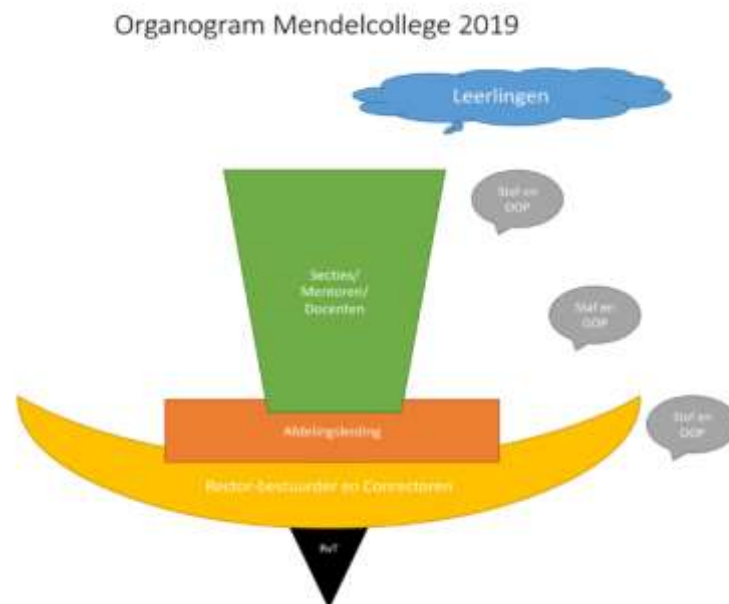 Organogram Mendelcollege 2019
Leerlingen
Staf en
OOP
Secties/
Mentoren/
Docenten
Staf en
OOP
Afdelingsleiding
Staf en
OOP
Rector-bestuurder en Conrectoren
RvT